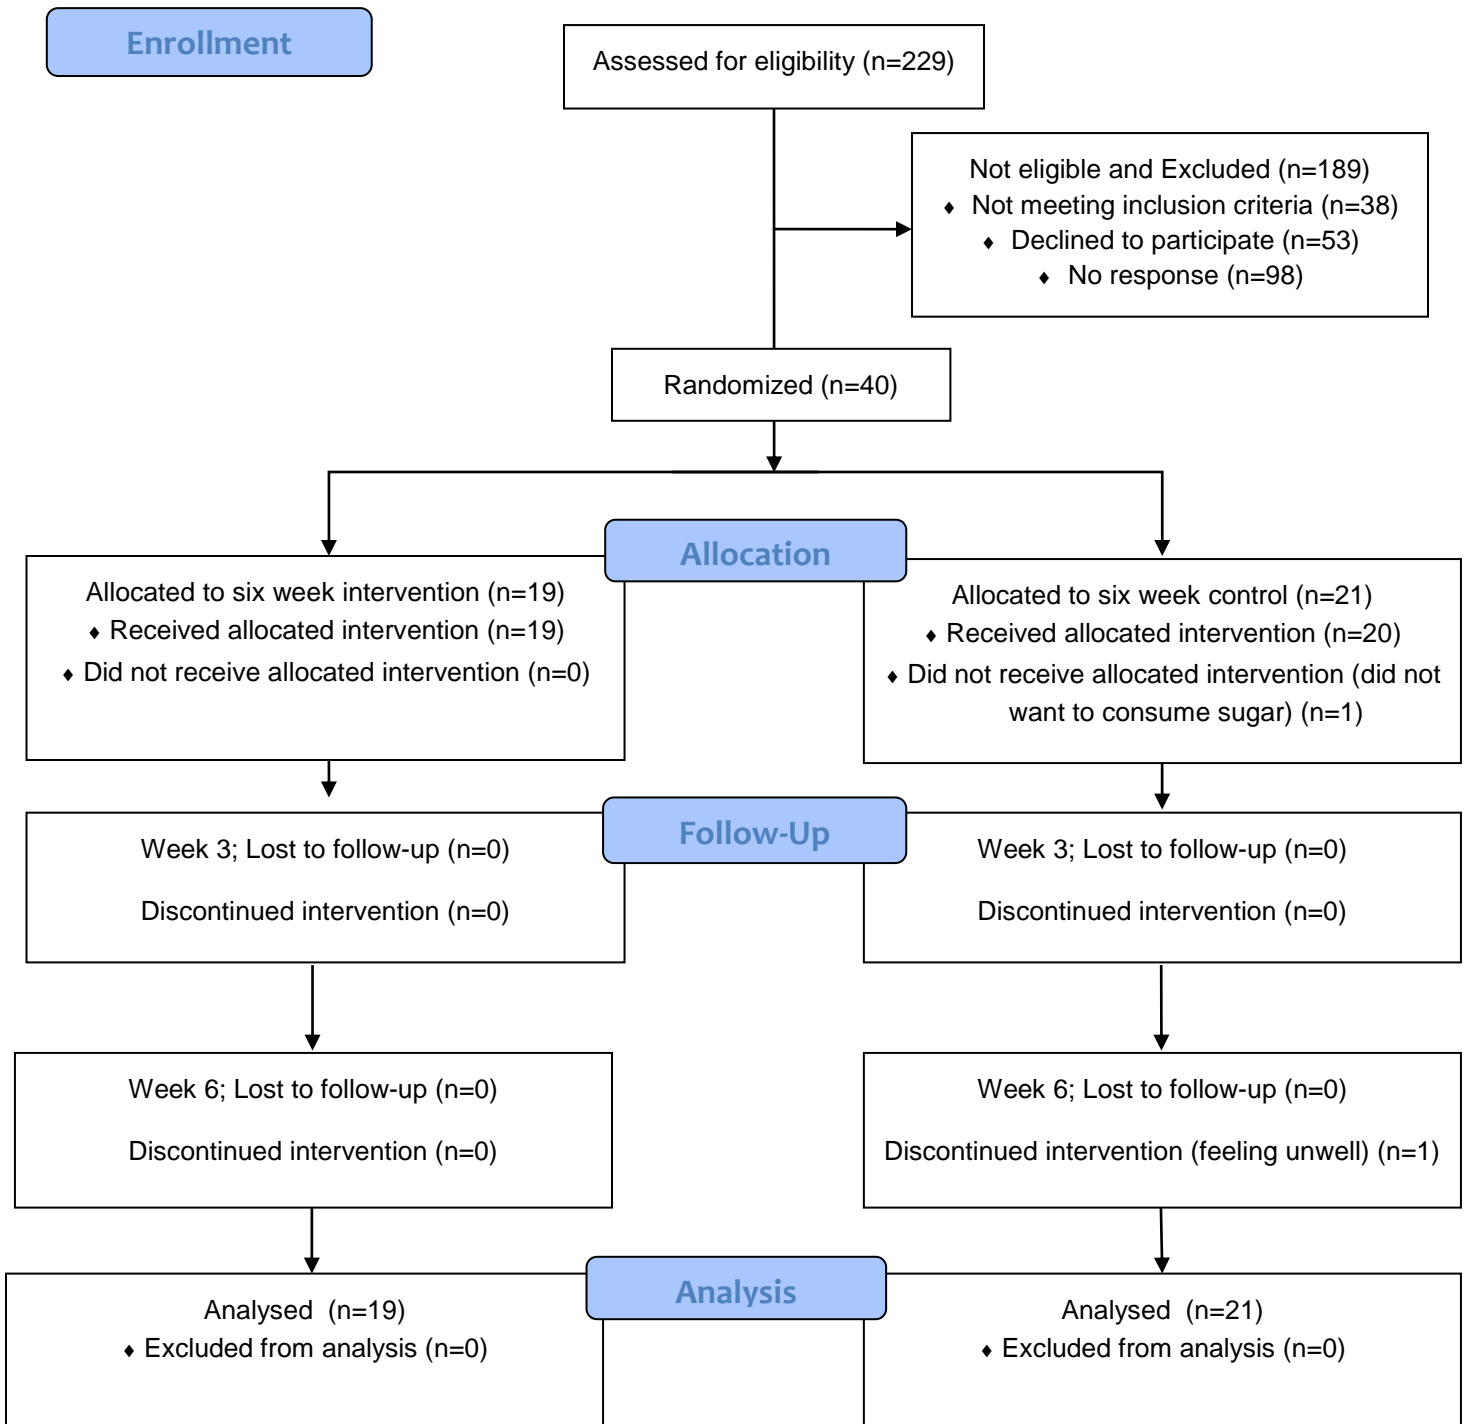 Enrollment
Assessed for eligibility (n=229)
Not eligible and Excluded (n=189)
♦ Not meeting inclusion criteria (n=38)
♦ Declined to participate (n=53)
♦ No response (n=98)
Randomized (n=40)
Allocation
Allocated to six week intervention (n=19)
♦ Received allocated intervention (n=19)
♦ Did not receive allocated intervention (n=0)
Allocated to six week control (n=21)
♦ Received allocated intervention (n=20)
♦ Did not receive allocated intervention (did not
want to consume sugar) (n=1)
Follow-Up
Week 3; Lost to follow-up (n=0)
Discontinued intervention (n=0)
Week 3; Lost to follow-up (n=0)
Discontinued intervention (n=0)
Week 6; Lost to follow-up (n=0)
Discontinued intervention (n=0)
Week 6; Lost to follow-up (n=0)
Discontinued intervention (feeling unwell) (n=1)
Analysis
Analysed  (n=19)
♦ Excluded from analysis (n=0)
Analysed  (n=21)
♦ Excluded from analysis (n=0)